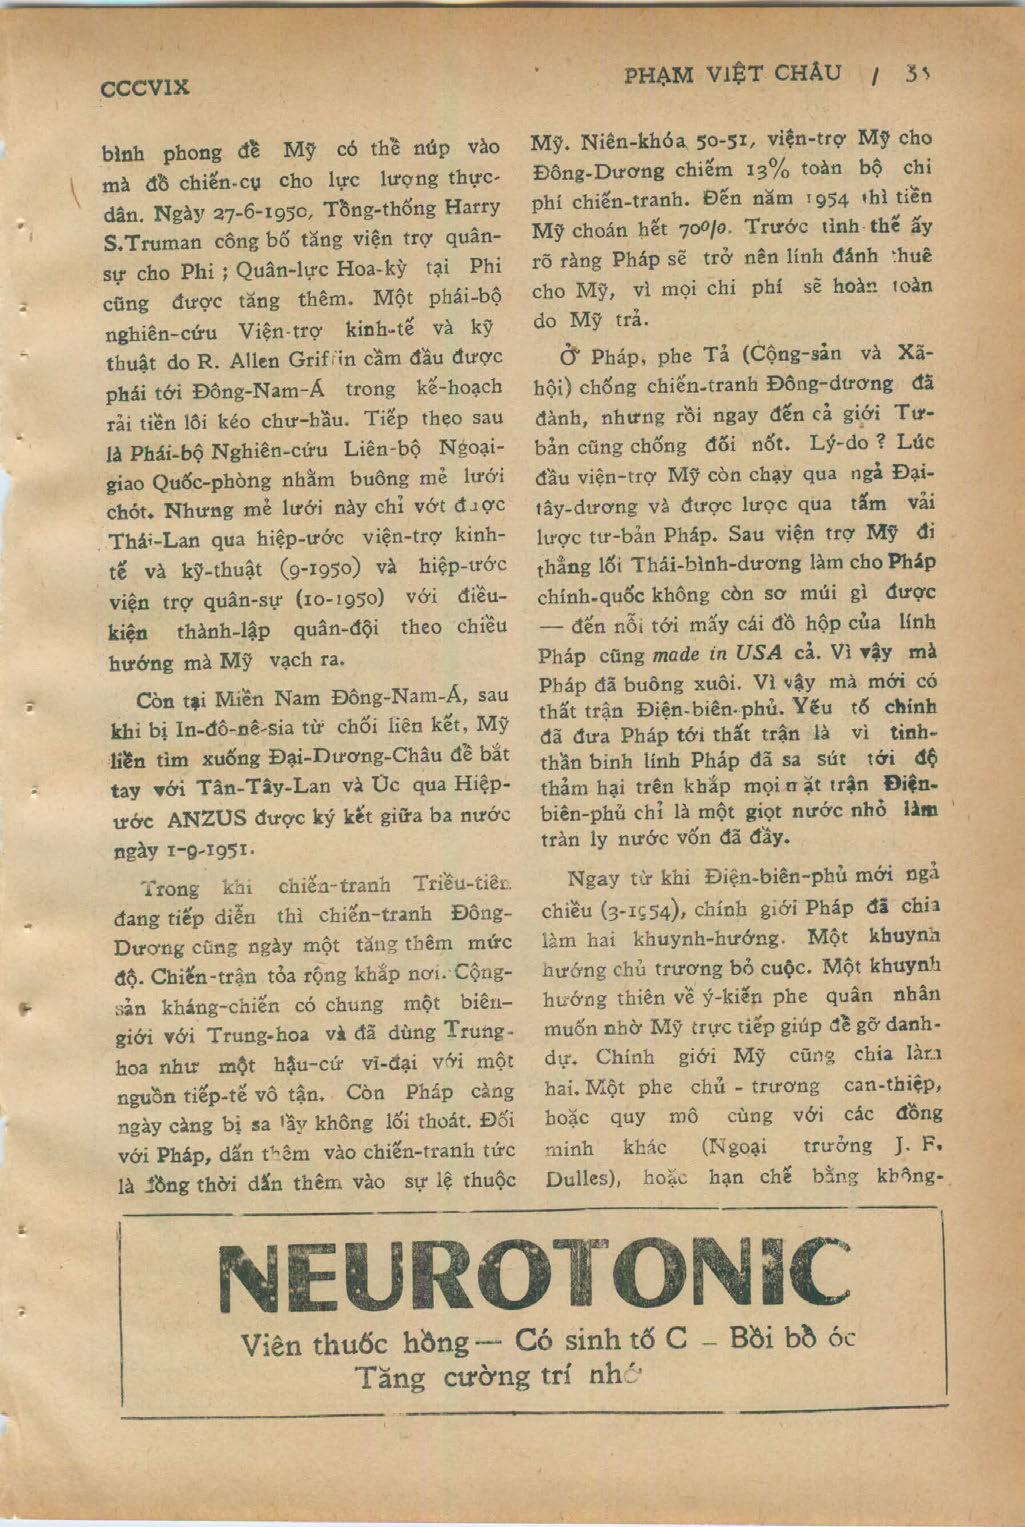 CCCVIX
PHẠM VIỆT CHÂU /
bình phong để Mỹ có thể núp vào
mà đồ chiến-cụ cho lực lượng thực-
dân. Ngày 27-6-1950, Tổng-thống Harry
S.Truman công bố tăng viện trợ quân-
sự cho Phi ; Quân-lực Hoa-kỳ tại Phi
cũng được tăng thêm. Một phái-bộ
nghiên-cứu Viện-trợ kinh-tế và kỹ
thuật do R. Allen Griffin cầm đầu được
phái tới Đông-Nam-Á trong kế-hoạch
rải tiền lôi kéo chư-hầu. Tiếp theo sau
là Phái-bộ Nghiên-cứu Liên-bộ Ngoại-
giao Quốc-phòng nhằm buông mẻ lưới
chót. Nhưng mẻ lưới này chỉ vớt được
Thái-Lan qua hiệp-ước viện-trợ kinh-
tế và kỹ-thuật (9-1950) và hiệp-ước
viện trợ quân-sự (10-1950) với điều-
kiện thành-lập quân-đội theo chiều
hướng mà Mỹ vạch ra.
Còn tại Miền Nam Đông-Nam-Á, sau
khi bị In-đô-nê-sia từ chối liên kết, Mỹ
liền tìm xuống Đại-Dương-Châu để bắt
tay với Tân-Tây-Lan và Úc qua Hiệp-
ước ANZUS được ký kết giữa ba nước
ngày 1-9-1951.
Trong khi chiến-tranh Triều-tiên
đang tiếp diễn thì chiến-tranh Đông-
Dương cũng ngày một tăng thêm mức
độ. Chiến-trận tỏa rộng khắp nơi. Cộng-
sản kháng-chiến có chung một biên-
giới với Trung-hoa và đã dùng Trung-
hoa như một hậu-cứ vĩ-đại với một
nguồn tiếp-tế vô tận. Còn Pháp càng
ngày càng bị sa lầy không lối thoát. Đối
với Pháp, dấn thêm vào chiến-tranh tức
là đồng thời dấn thêm vào sự lệ thuộc
Mỹ. Niên-khóa 50-51, viện-trợ Mỹ cho
Đông-Dương chiếm 13% toàn bộ chi
phí chiến-tranh. Đến năm 1954 thì tiền
Mỹ choán hết 70%. Trước tình-thế ấy
rõ ràng Pháp sẽ trở nên lính đánh thuê
cho Mỹ, vì mọi chi phí sẽ hoàn toàn
do Mỹ trả.
Ở Pháp, phe Tả (Cộng-sản và Xã-
hội) chống chiến-tranh Đông-dương đã
đành, nhưng rồi ngay đến cả giới Tư-
bản cũng chống đối nốt. Lý-do ? Lúc
đầu viện-trợ Mỹ còn chạy qua ngả Đại-
tây-dương và được lược qua tấm vải
lược tư-bản Pháp. Sau viện trợ Mỹ đi
thẳng lối Thái-bình-dương làm cho Pháp
chính-quốc không còn sơ múi gì được
— đến nỗi tới mấy cái đồ hộp của lính
Pháp cũng made in USA cả. Vì vậy mà
Pháp đã buông xuôi. Vì vậy mà mới có
thất trận Điện-biên-phủ. Yếu tố chính
đã đưa Pháp tới thất trận là vì tinh-
thần binh lính Pháp đã sa sút tới độ
thảm hại trên khắp mọi mặt trận Điện-
biên-phủ chỉ là một giọt nước nhỏ làm
tràn ly nước vốn đã đầy.
Ngay từ khi Điện-biên-phủ mới ngả
chiều (3-1954), chính giới Pháp đã chia
làm hai khuynh-hướng. Một khuynh
hướng chủ trương bỏ cuộc. Một khuynh
hướng thiên về ý-kiến phe quân nhân
muốn nhờ Mỹ trực tiếp giúp để gỡ danh-
dự. Chính giới Mỹ cũng chia làm
hai. Một phe chủ - trương can-thiệp,
hoặc quy mô cùng với các đồng
minh khác (Ngoại trưởng J. F.
Dulles), hoặc hạn chế bằng không-
NEUROTONIC
Viên thuốc hồng — Có sinh tố C – Bồi bổ óc
Tăng cường trí nhớ